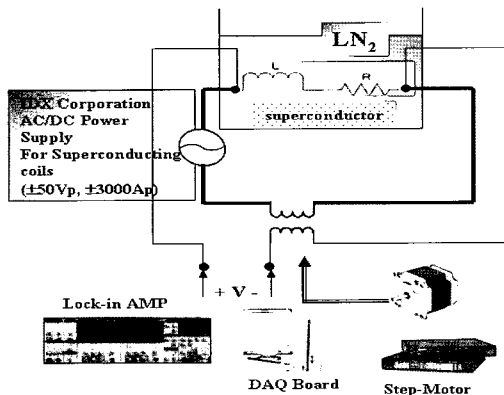 LN2
L
R
superconductor
IDX Corporation
AC/DC Power
Supply
For Superconducting
coils
(±50Vp, ±3000Ap)
+ V -
Lock-in AMP
DAQ Board
Step-Motor